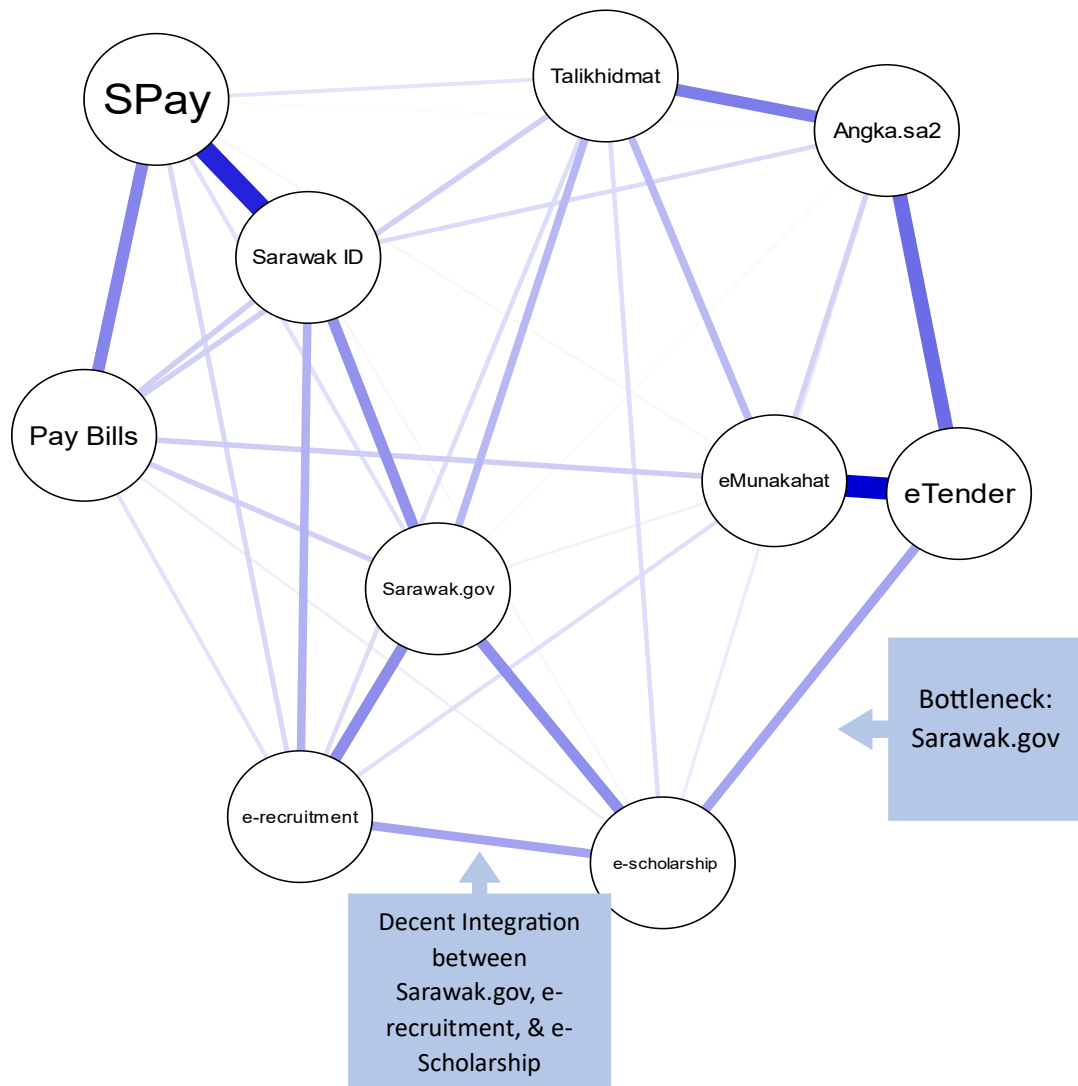 Talikhidmat
SPay
Angka.sa2
Sarawak ID
Pay Bills
eMunakahat
eTender
Sarawak.gov
Bottleneck:
Sarawak.gov
e-recruitment
e-scholarship
Decent Integration
between
Sarawak.gov, e-
recruitment, & e-
Scholarship